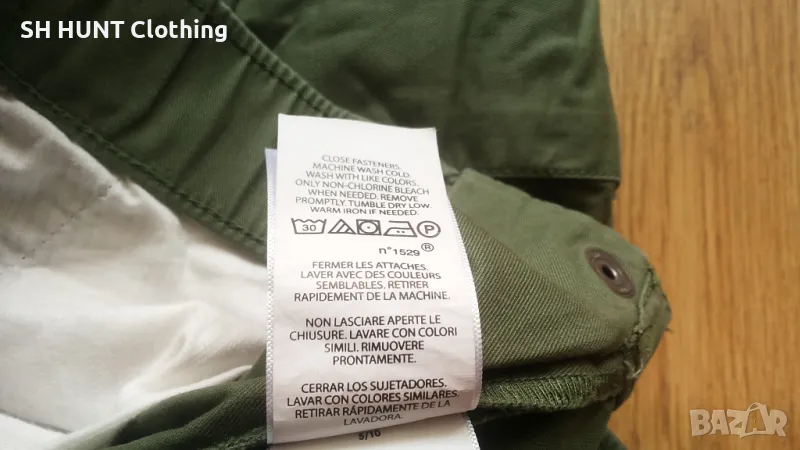 SH HUNT Clothing
CLOSE FASTENERS.
MACHINE WASH COLD.
WASH WITH LIKE COLORS.
ONLY NON-CHLORINE BLEACH
WHEN NEEDED. REMOVE
PROMPTLY. TUMBLE DRY LOW.
WARM IRON IF NEEDED.
30 P
n°1529®
FERMER LES ATTACHES.
LAVER AVEC DES COULEURS
SEMBLABLES. RETIRER
RAPIDEMENT DE LA MACHINE.
NON LASCIARE APERTE LE
CHIUSURE. LAVARE CON COLORI
SIMILI. RIMUOVERE
PRONTAMENTE.
CERRAR LOS SUJETADORES.
LAVAR CON COLORES SIMILARES.
RETIRAR RÁPIDAMENTE DE LA
LAVADORA.
5/10
BAZAR